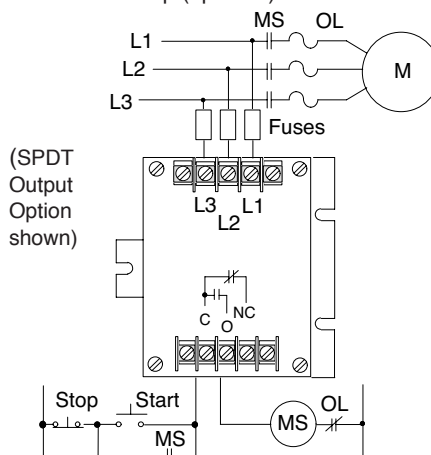 MS OL
L1
L2
M
L3
Fuses
(SPDT
Output
Option
shown)
L3 L2 L1
C O NC
Stop Start
MS
MS OL